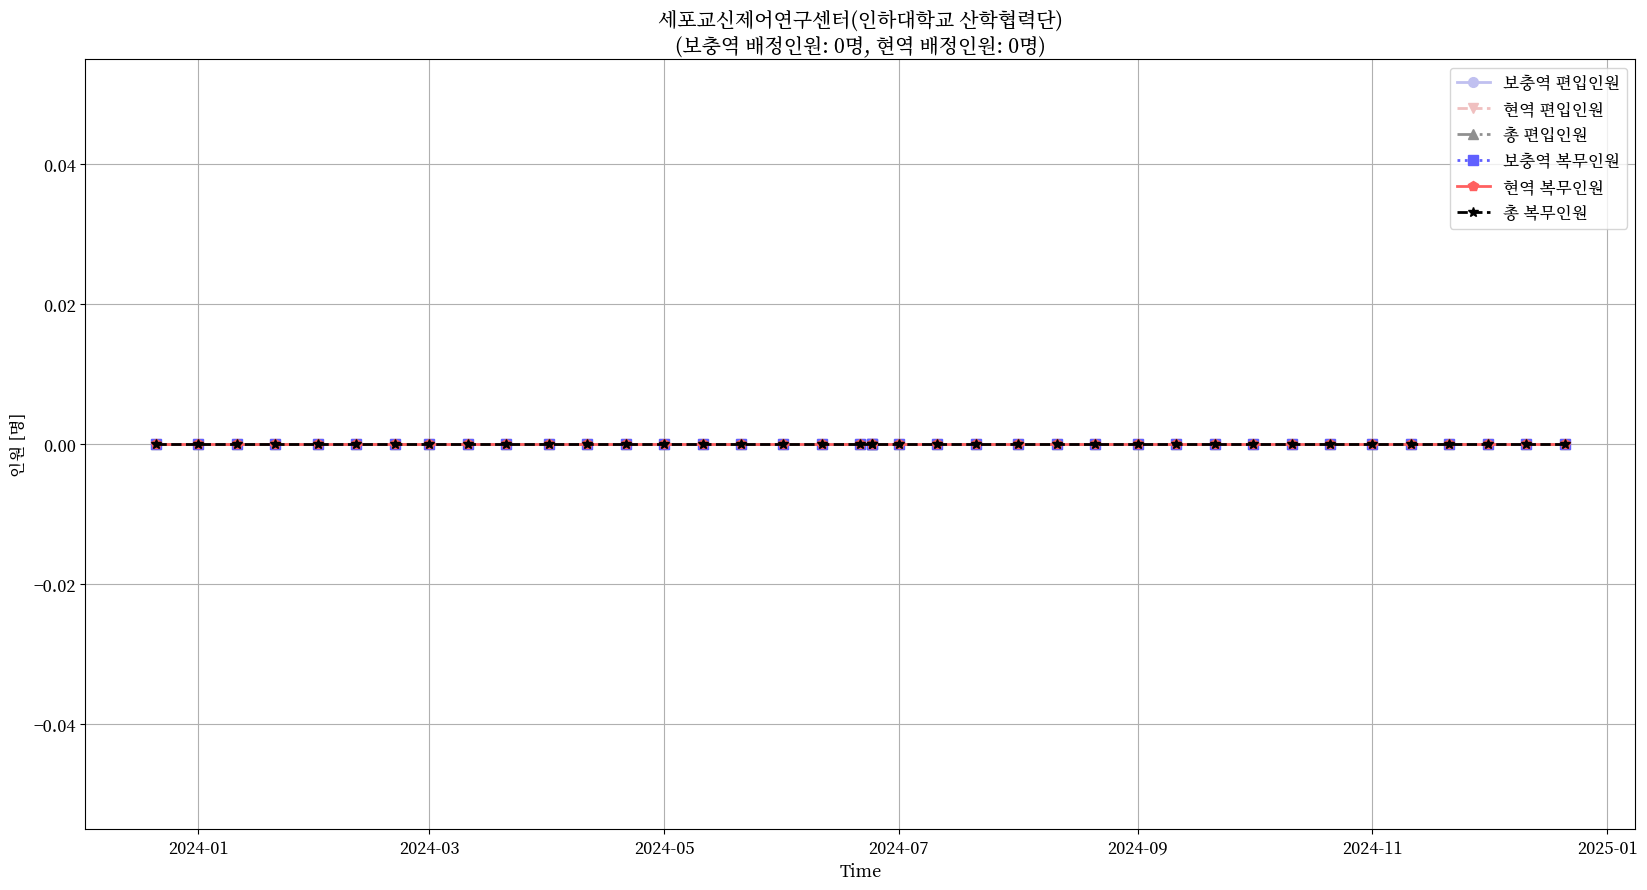 세포교신제어연구센터(인하대학교 산학협력단)
(보충역 배정인원: 0명, 현역 배정인원: 0명)
보충역 편입인원
현역 편입인원
총 편입인원
보충역 복무인원
현역 복무인원
총 복무인원
인원 [명]
0.04
0.02
0.00
−0.02
−0.04
2024-01
2024-03
2024-05
2024-07
2024-09
2024-11
2025-01
Time